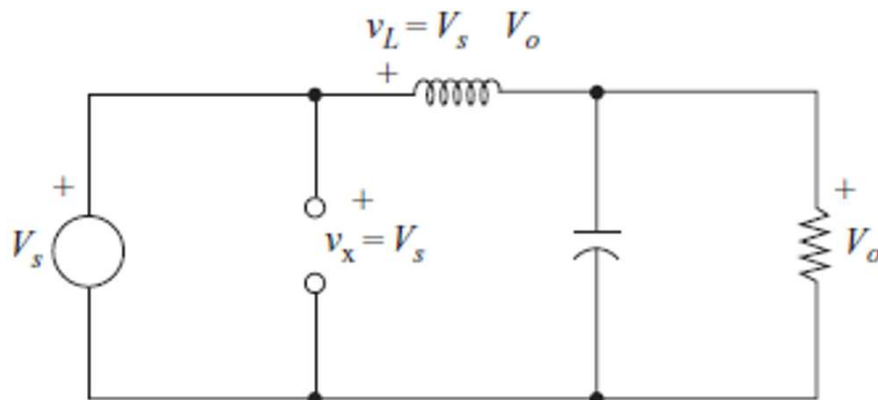 v_L = V_s V_o
+
+ + +
V_s v_x = V_s V_o